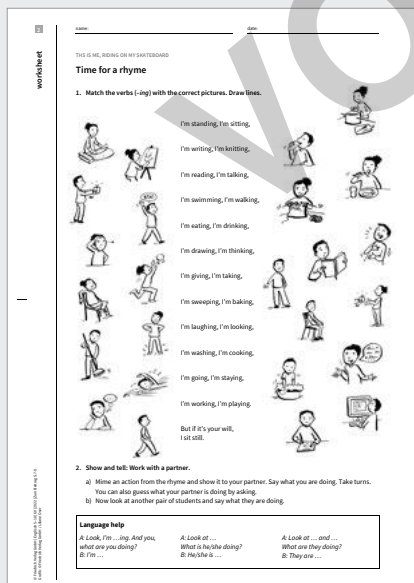 name:
date:
worksheet
THIS IS ME, RIDING ON MY SKATEBOARD
Time for a rhyme
1. Match the verbs (-ing) with the correct pictures. Draw lines.
I'm standing, I'm sitting,
I'm writing, I'm knitting,
I'm reading, I'm talking,
I'm swimming, I'm walking,
I'm eating, I'm drinking,
I'm drawing, I'm thinking,
I'm giving, I'm taking,
I'm sweeping, I'm baking,
I'm laughing, I'm looking,
I'm washing, I'm cooking,
I'm going, I'm staying,
I'm working, I'm playing.
But if it's your will,
I sit still.
2. Show and tell: Work with a partner.
a) Mime an action from the rhyme and show it to your partner. Say what you are doing. Take turns.
You can also guess what your partner is doing by asking.
b) Now look at another pair of students and say what they are doing.
Language help
A: Look, I'm …ing. And you,
what are you doing?
B: I'm …
A: Look at …
What is he/she doing?
B: He/she is …
A: Look at … and …
What are they doing?
B: They are …
VO